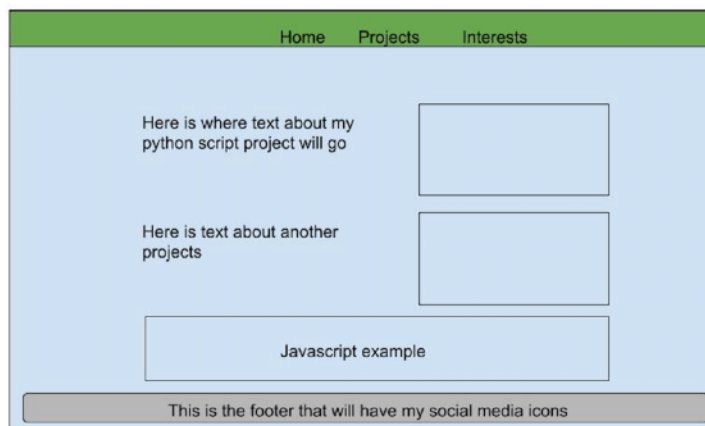 Home Projects Interests
Here is where text about my
python script project will go
Here is text about another
projects
Javascript example
This is the footer that will have my social media icons